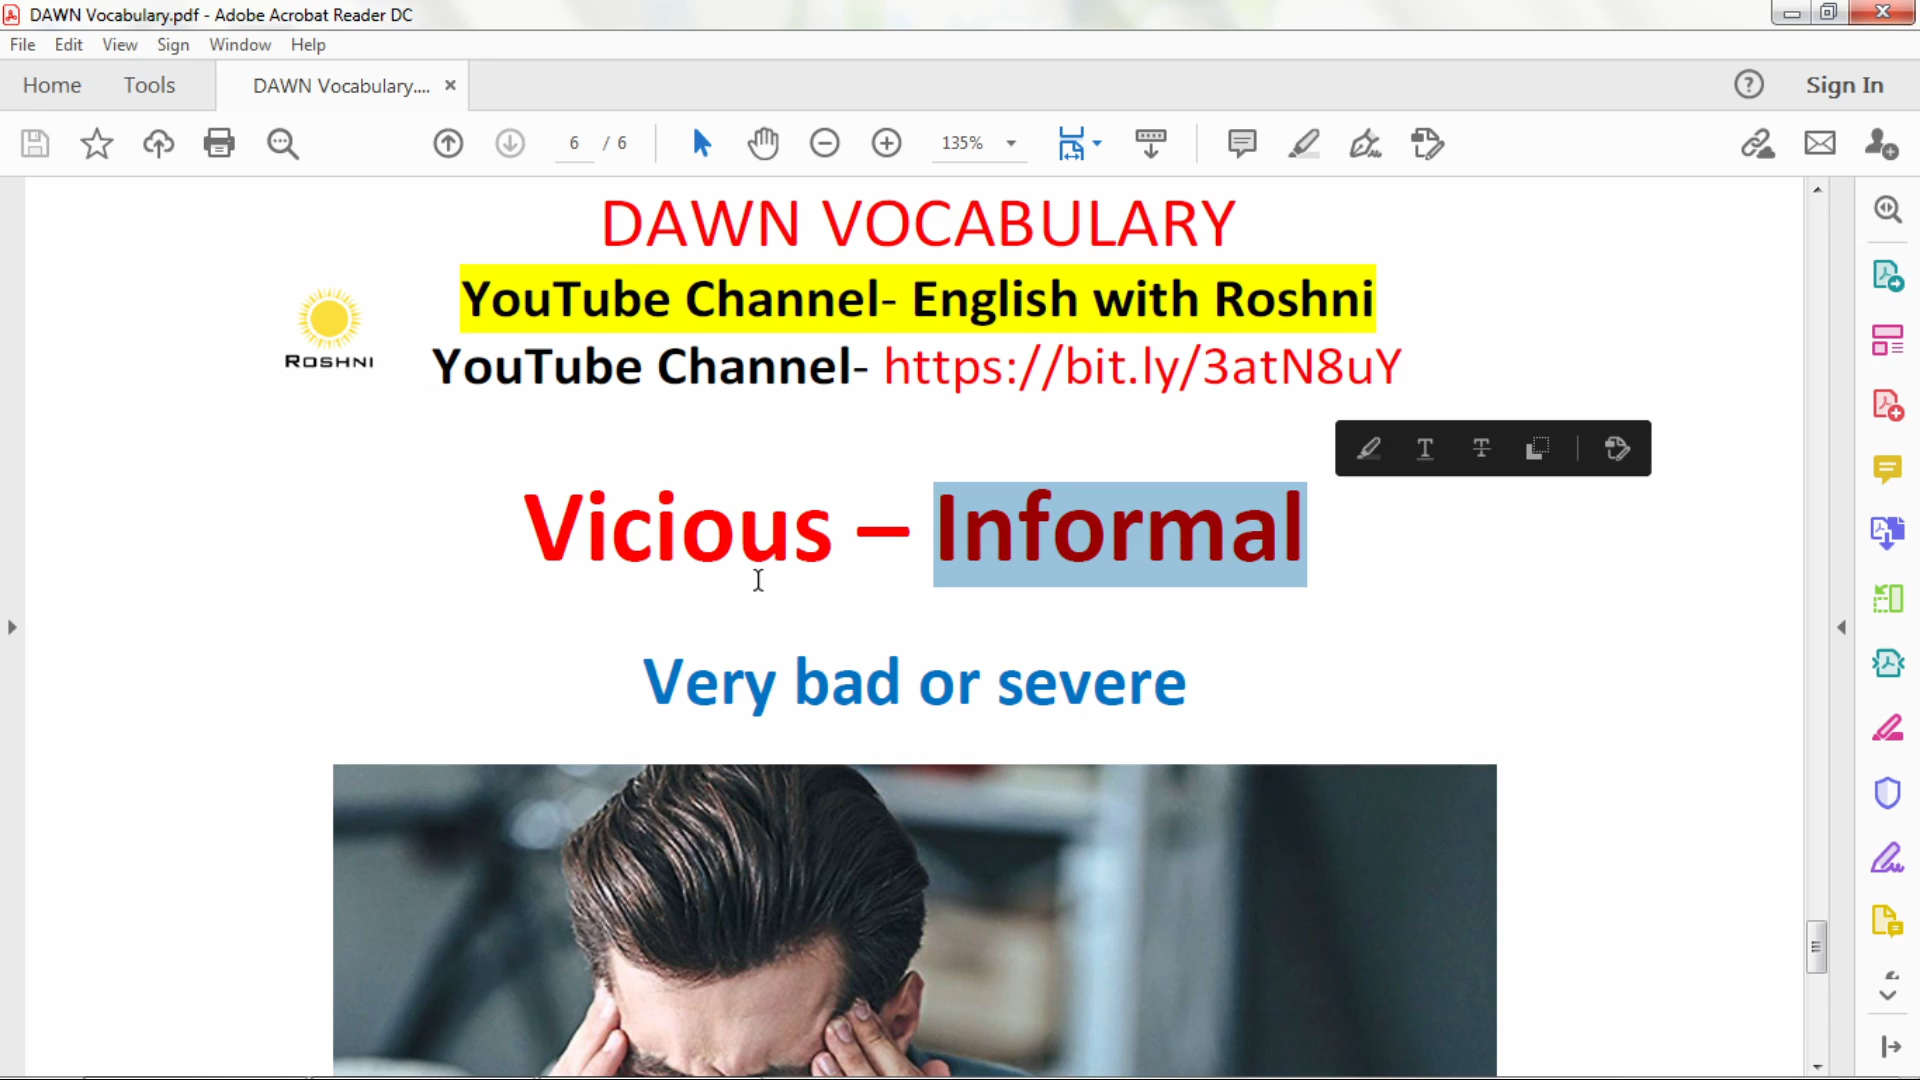 DAWN Vocabulary.pdf - Adobe Acrobat Reader DC
File Edit View Sign Window Help
Home Tools DAWN Vocabulary.... × Sign In
6 / 6 135%
DAWN VOCABULARY
YouTube Channel- English with Roshni
ROSHNI
YouTube Channel- https://bit.ly/3atN8uY
Vicious – Informal
Very bad or severe